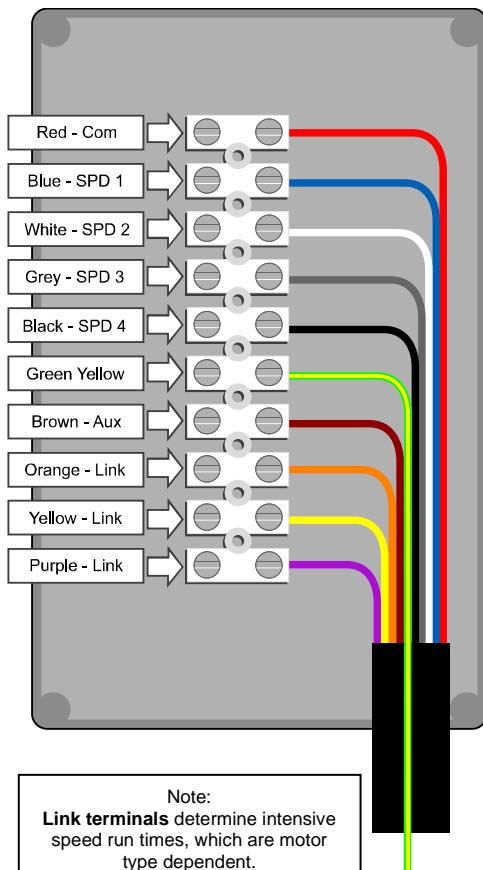 Red - Com
Blue - SPD 1
White - SPD 2
Grey - SPD 3
Black - SPD 4
Green Yellow
Brown - Aux
Orange - Link
Yellow - Link
Purple - Link
Note:
Link terminals determine intensive
speed run times, which are motor
type dependent.